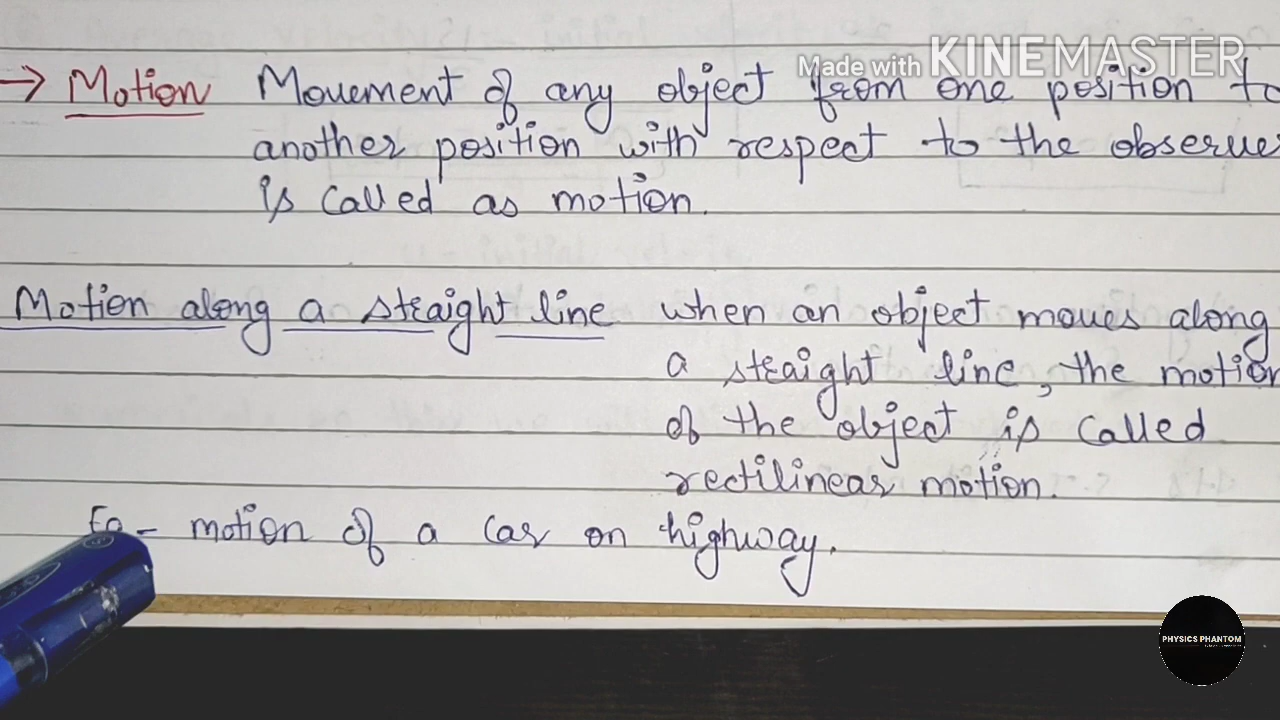 Made with KINEMASTER
→ Motion Movement of any object from one position to
another position with respect to the observe
is called as motion.
Motion along a straight line when an object moves along
a straight line, the motion
of the object is called
rectilinear motion.
Eg - motion of a car on highway.
PHYSICS PHANTOM